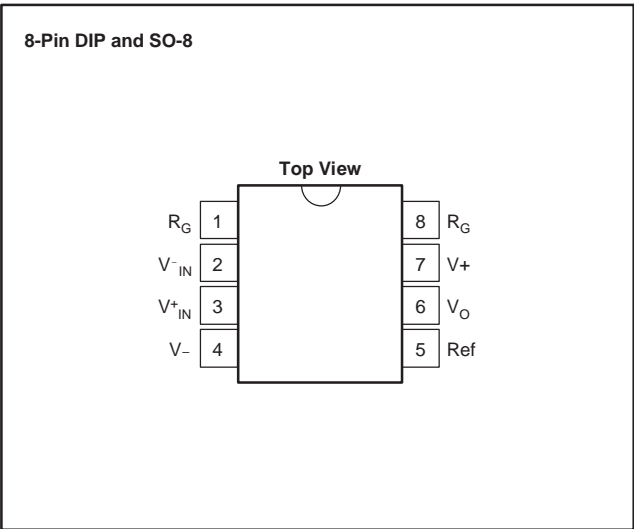 8-Pin DIP and SO-8
Top View
R_G 1 8 R_G
V⁻_IN 2 7 V+
V⁺_IN 3 6 V_O
V− 4 5 Ref